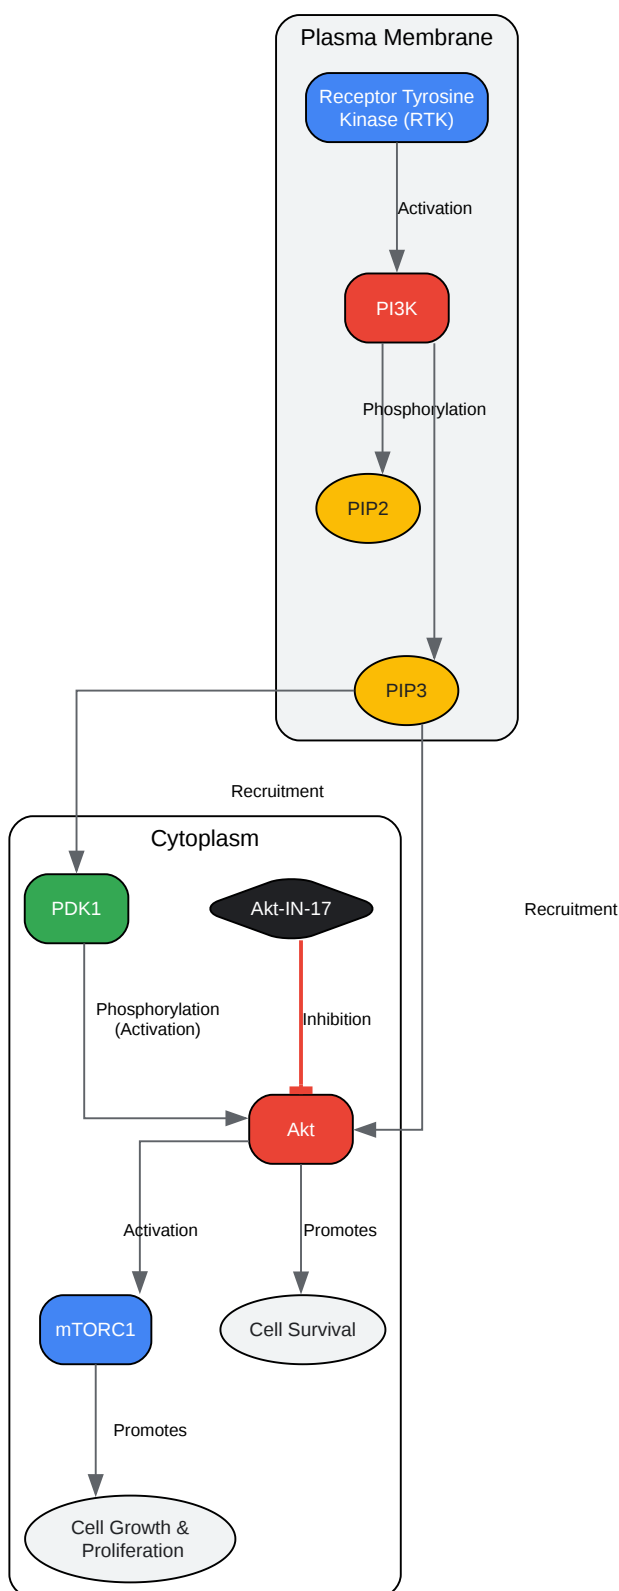 Plasma Membrane
Receptor Tyrosine
Kinase (RTK)
Activation
PI3K
Phosphorylation
PIP2
PIP3
Recruitment
Cytoplasm
PDK1
Akt-IN-17
Recruitment
Phosphorylation
(Activation)
Inhibition
Akt
Activation
Promotes
mTORC1
Cell Survival
Promotes
Cell Growth &
Proliferation